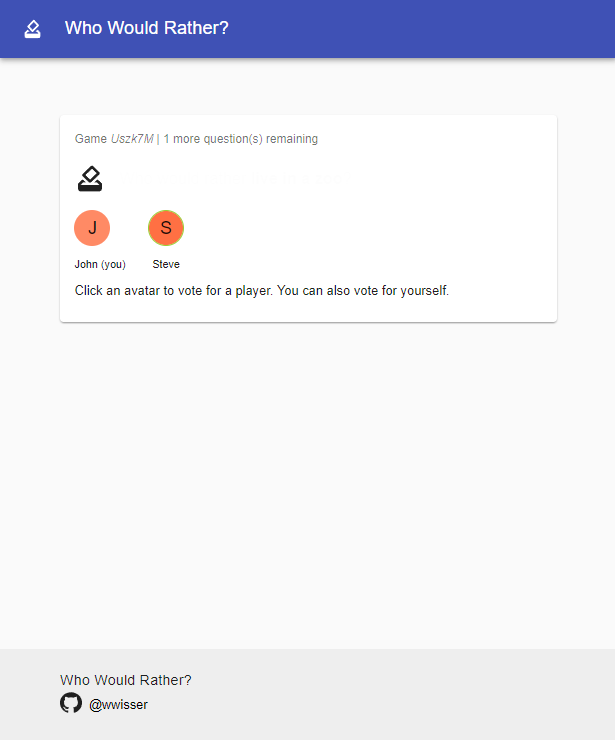 Who Would Rather?
Game Uszk7M | 1 more question(s) remaining
J S
John (you) Steve
Click an avatar to vote for a player. You can also vote for yourself.
Who Would Rather?
@wwisser